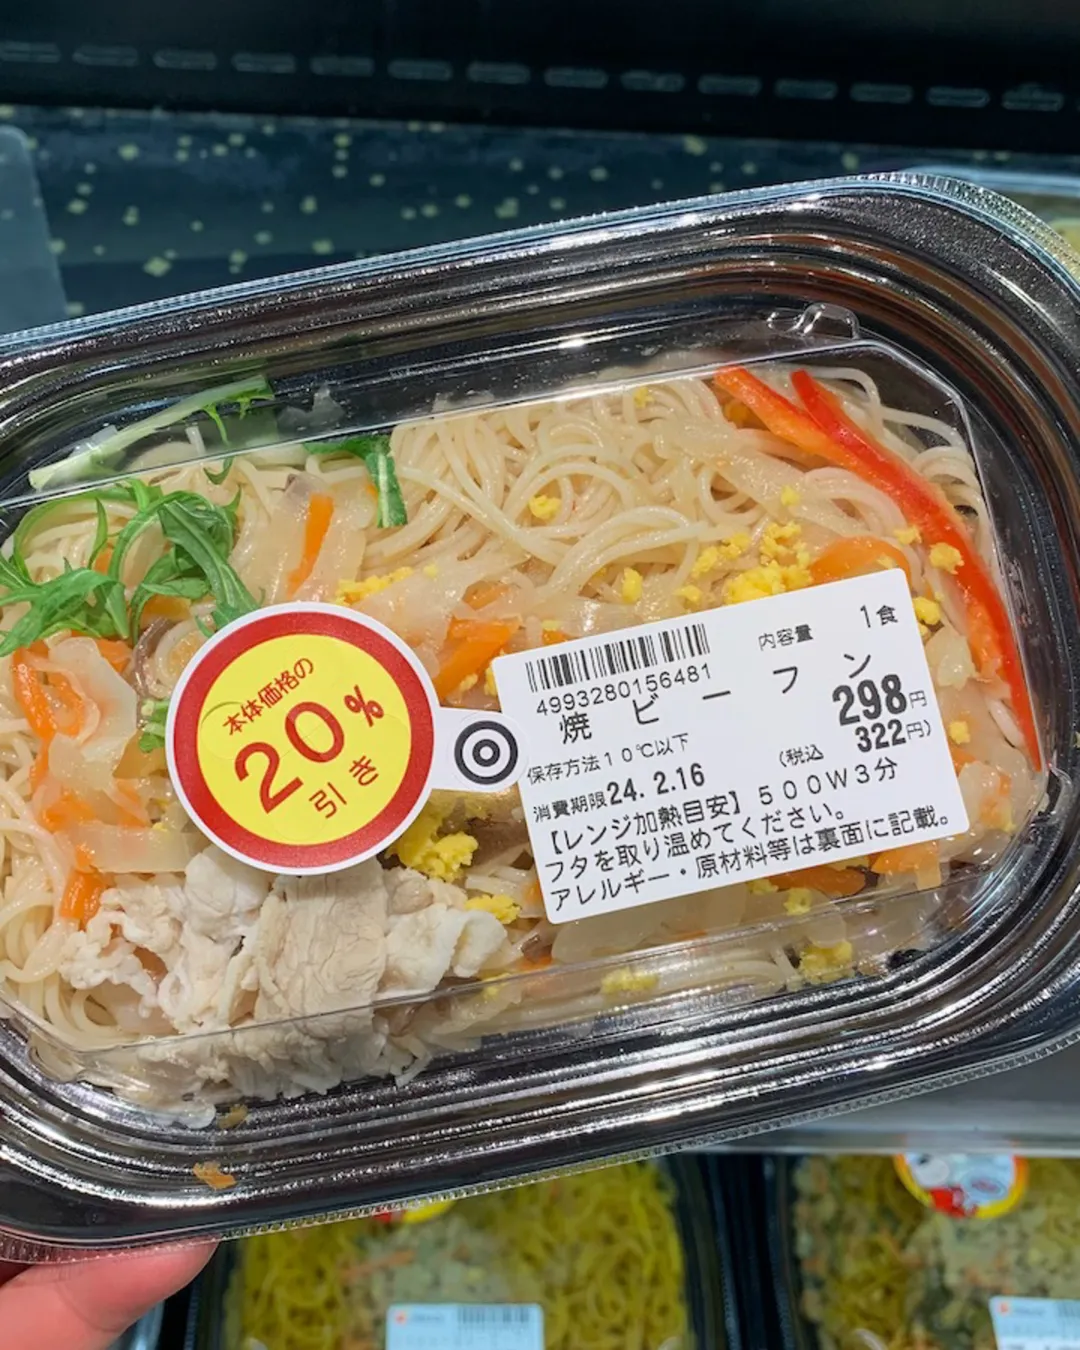 本体価格の
20%
引き
内容量 1食
4993280156481
焼ビーフン
298円
保存方法10℃以下
(税込 322円)
消費期限24. 2.16
【レンジ加熱目安】500W3分
フタを取り温めてください。
アレルギー・原材料等は裏面に記載。